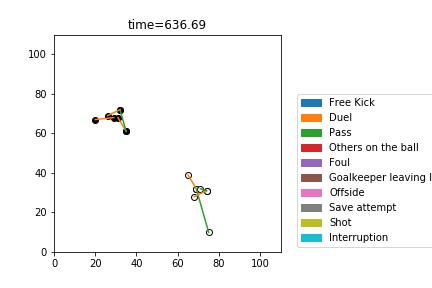 time=636.69
100
80
60
40
20
0
0 20 40 60 80 100
Free Kick
Duel
Pass
Others on the ball
Foul
Goalkeeper leaving l
Offside
Save attempt
Shot
Interruption